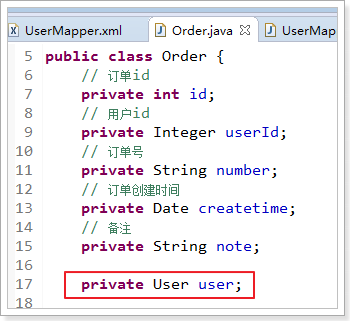 UserMapper.xml Order.java UserMap
5 public class Order {
6 // 订单id
7 private int id;
8 // 用户id
9 private Integer userId;
10 // 订单号
11 private String number;
12 // 订单创建时间
13 private Date createtime;
14 // 备注
15 private String note;
16
17 private User user;
18